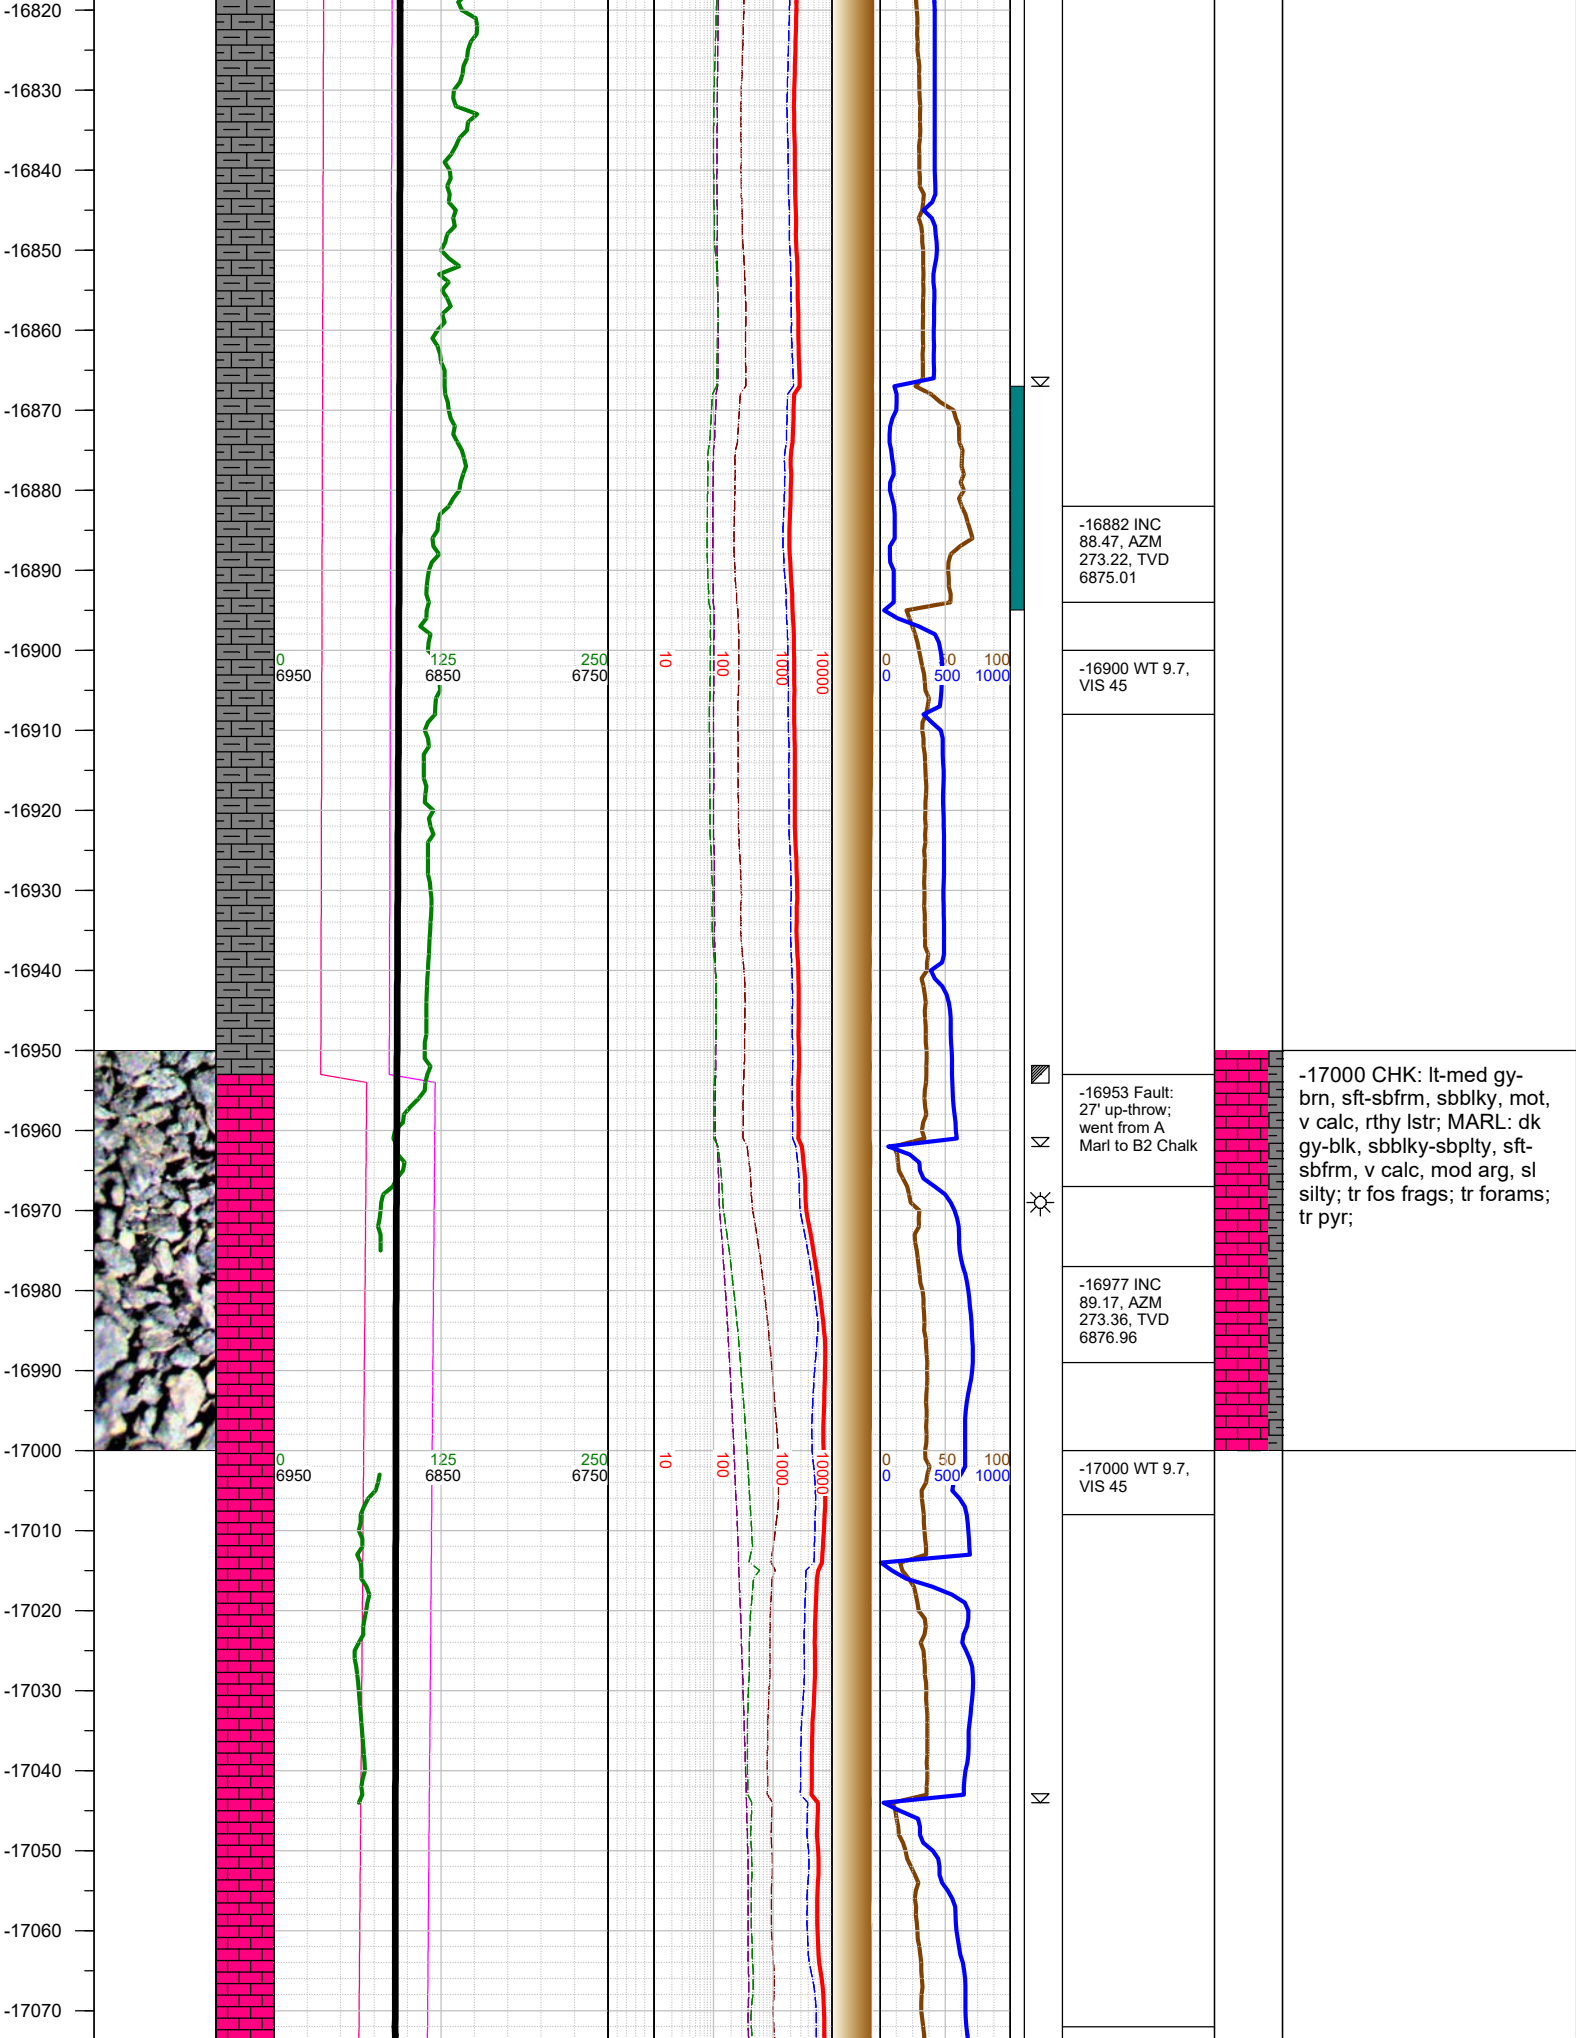 -16820
-16830
-16840
-16850
-16860
-16870
-16880
-16882 INC
88.47, AZM
273.22, TVD
6875.01
-16890
-16900
0 125 250
6950 6850 6750
10 100 1000 10000
0 50 100
0 500 1000
-16900 WT 9.7,
VIS 45
-16910
-16920
-16930
-16940
-16950
-16953 Fault:
27' up-throw;
went from A
Marl to B2 Chalk
-17000 CHK: lt-med gy-
brn, sft-sbfrm, sbblky, mot,
v calc, rthy lstr; MARL: dk
gy-blk, sbblky-sbplty, sft-
sbfrm, v calc, mod arg, sl
silty; tr fos frags; tr forams;
tr pyr;
-16960
-16970
-16977 INC
89.17, AZM
273.36, TVD
6876.96
-16980
-16990
-17000
0 125 250
6950 6850 6750
10 100 1000 10000
0 50 100
0 500 1000
-17000 WT 9.7,
VIS 45
-17010
-17020
-17030
-17040
-17050
-17060
-17070